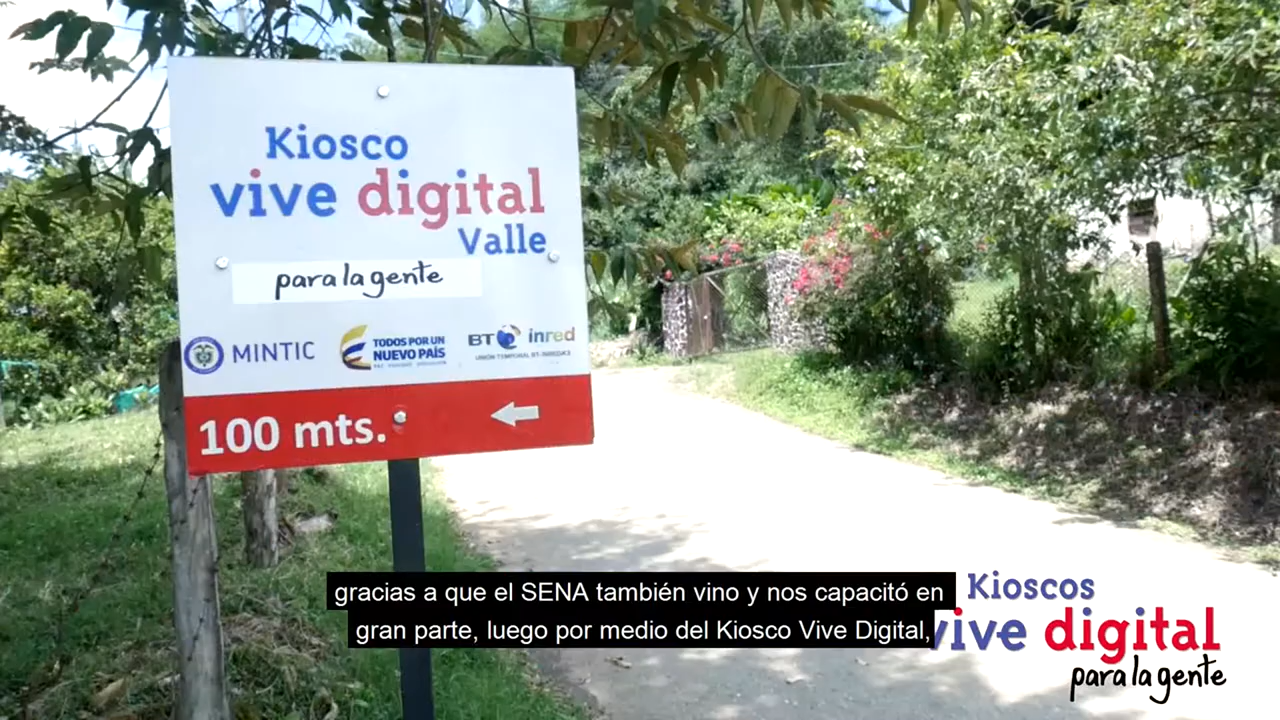 Kiosco
vive digital
Valle
para la gente
MINTIC
TODOS POR UN
NUEVO PAÍS
BT inred
100 mts.
gracias a que el SENA también vino y nos capacitó en
gran parte, luego por medio del Kiosco Vive Digital,
Kioscos
vive digital
para la gente